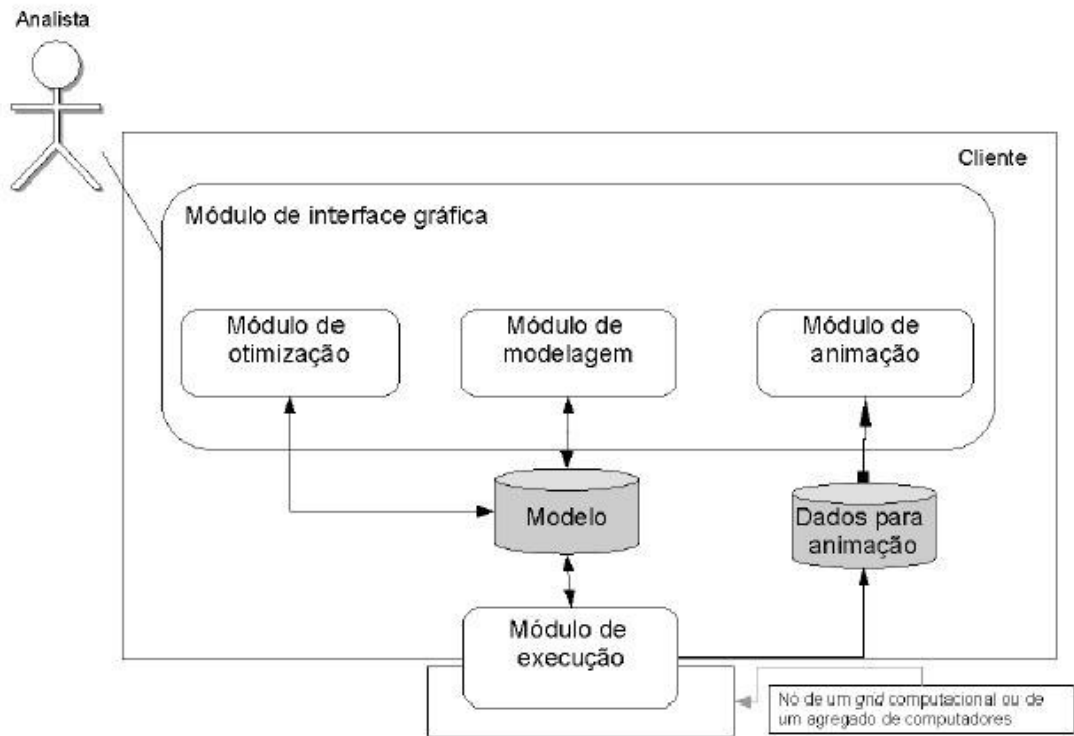 Analista
Cliente
Módulo de interface gráfica
Módulo de
otimização
Módulo de
modelagem
Módulo de
animação
Modelo
Dados para
animação
Módulo de
execução
Nó de um grid computacional ou de
um agregado de computadores